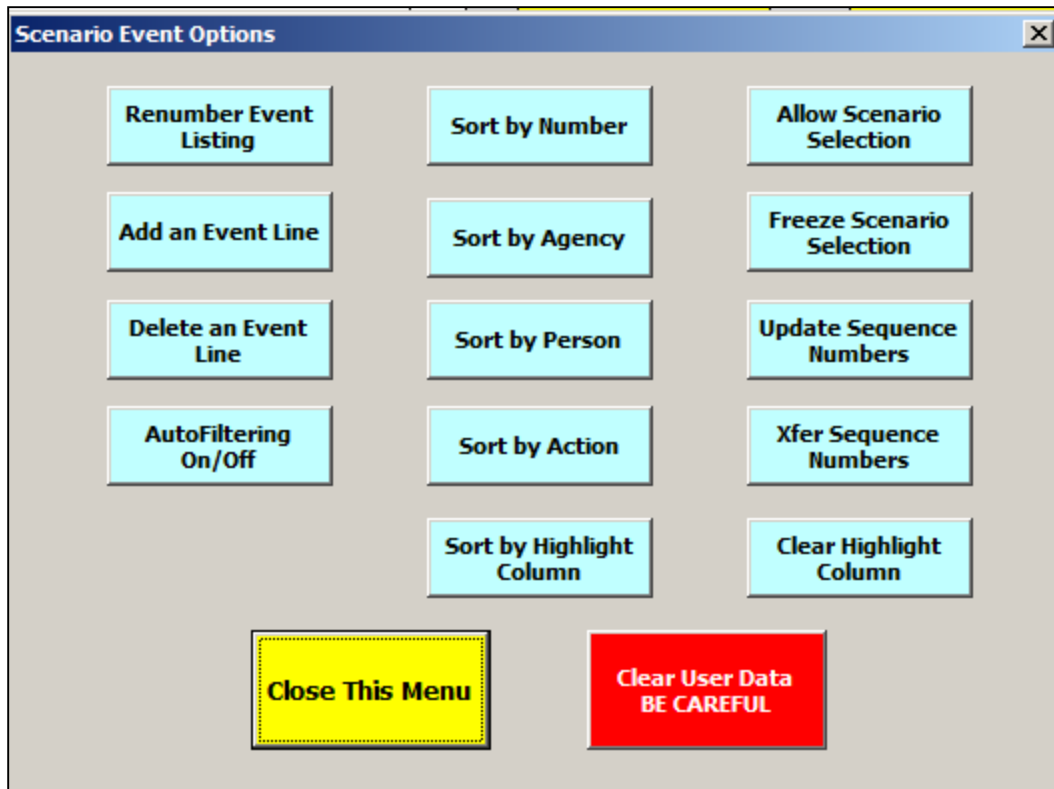 Scenario Event Options
Renumber Event
Listing
Sort by Number
Allow Scenario
Selection
Add an Event Line
Sort by Agency
Freeze Scenario
Selection
Delete an Event
Line
Sort by Person
Update Sequence
Numbers
AutoFiltering
On/Off
Sort by Action
Xfer Sequence
Numbers
Sort by Highlight
Column
Clear Highlight
Column
Close This Menu
Clear User Data
BE CAREFUL